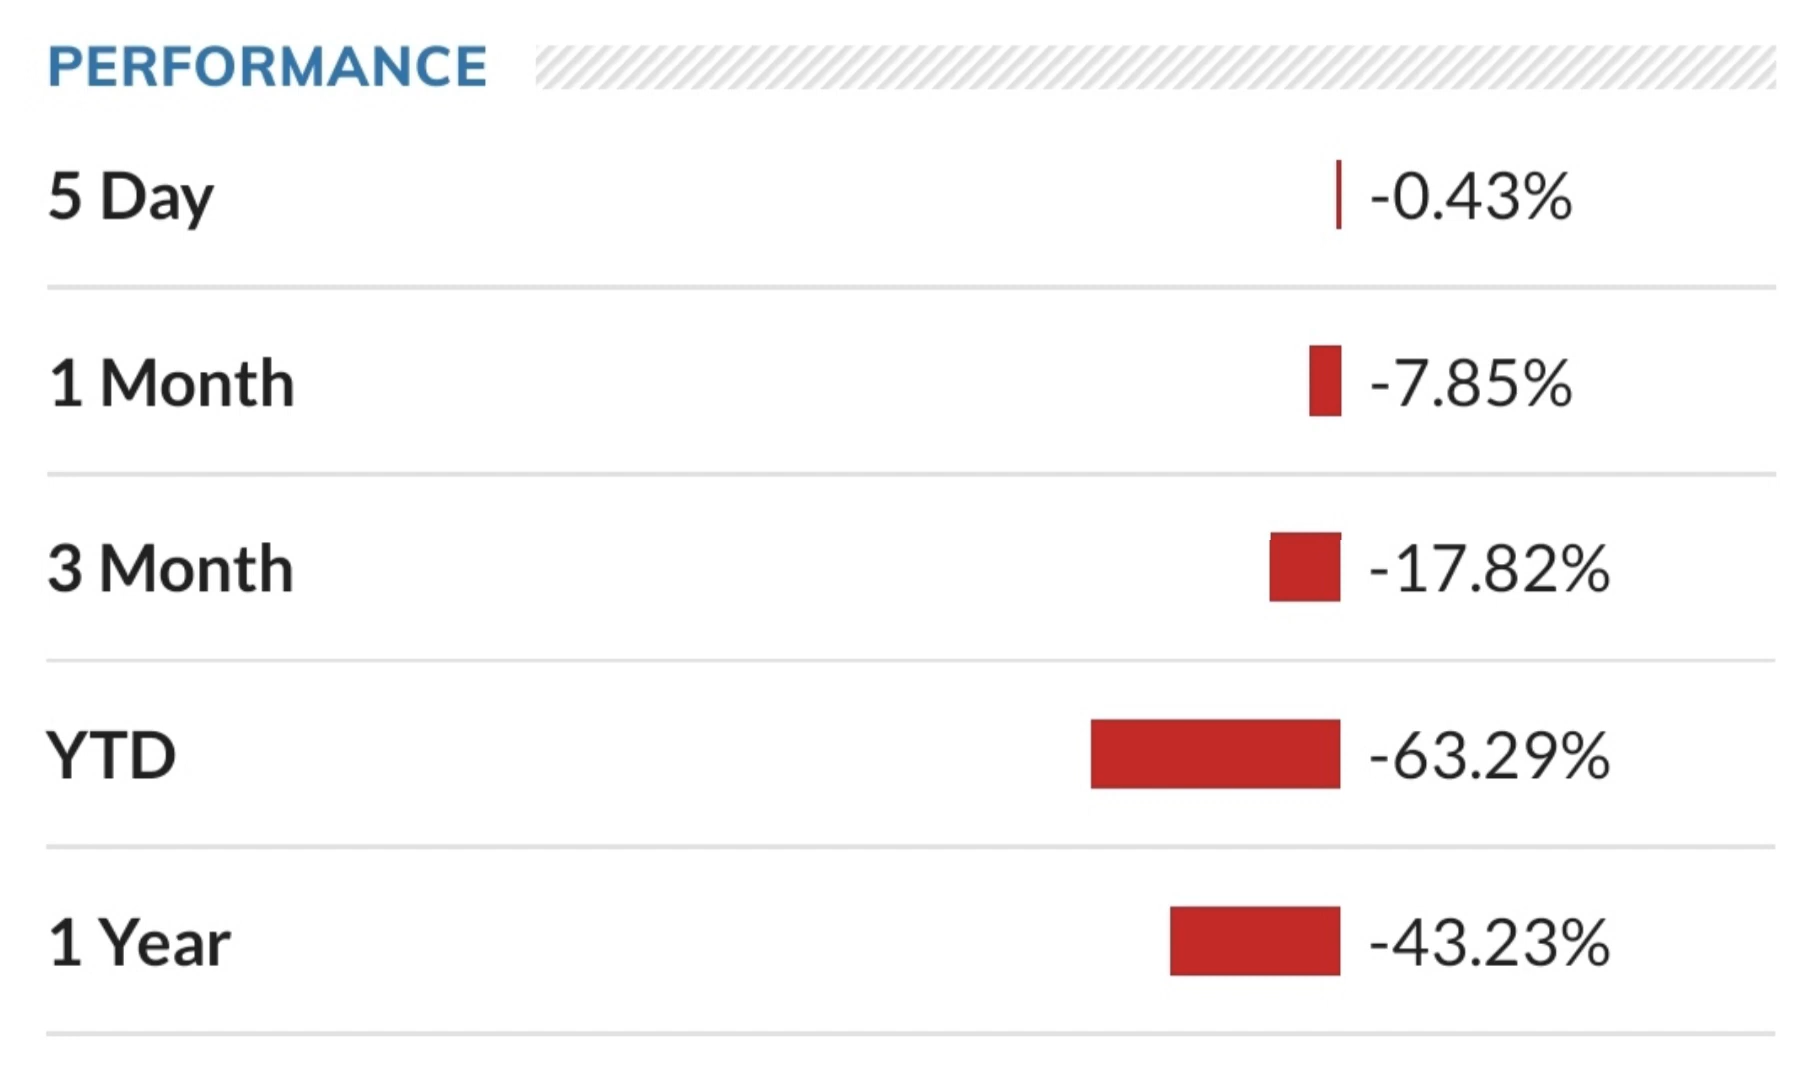 PERFORMANCE
5 Day -0.43%
1 Month -7.85%
3 Month -17.82%
YTD -63.29%
1 Year -43.23%